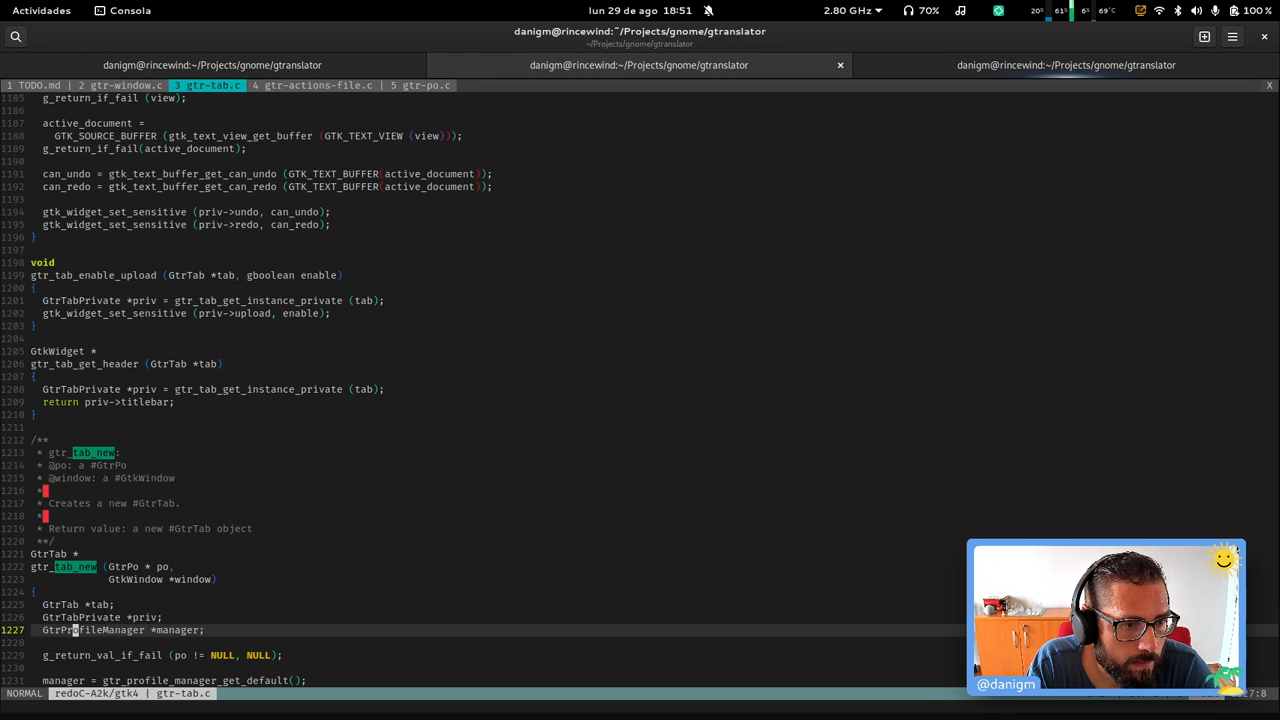 Actividades Consola lun 29 de ago 18:51 2.80 GHz 70% 20% 61% 6% 69°C 100 %
danigm@rincewind:~/Projects/gnome/gtranslator
~/Projects/gnome/gtranslator
danigm@rincewind:~/Projects/gnome/gtranslator danigm@rincewind:~/Projects/gnome/gtranslator danigm@rincewind:~/Projects/gnome/gtranslator
1 TODO.md | 2 gtr-window.c 3 gtr-tab.c 4 gtr-actions-file.c | 5 gtr-po.c X
1185 g_return_if_fail (view);
1186
1187 active_document =
1188 GTK_SOURCE_BUFFER (gtk_text_view_get_buffer (GTK_TEXT_VIEW (view)));
1189 g_return_if_fail(active_document);
1190
1191 can_undo = gtk_text_buffer_get_can_undo (GTK_TEXT_BUFFER(active_document));
1192 can_redo = gtk_text_buffer_get_can_redo (GTK_TEXT_BUFFER(active_document));
1193
1194 gtk_widget_set_sensitive (priv->undo, can_undo);
1195 gtk_widget_set_sensitive (priv->redo, can_redo);
1196 }
1197
1198 void
1199 gtr_tab_enable_upload (GtrTab *tab, gboolean enable)
1200 {
1201 GtrTabPrivate *priv = gtr_tab_get_instance_private (tab);
1202 gtk_widget_set_sensitive (priv->upload, enable);
1203 }
1204
1205 GtkWidget *
1206 gtr_tab_get_header (GtrTab *tab)
1207 {
1208 GtrTabPrivate *priv = gtr_tab_get_instance_private (tab);
1209 return priv->titlebar;
1210 }
1211
1212 /**
1213 * gtr_tab_new:
1214 * @po: a #GtrPo
1215 * @window: a #GtkWindow
1216 *
1217 * Creates a new #GtrTab.
1218 *
1219 * Return value: a new #GtrTab object
1220 **/
1221 GtrTab *
1222 gtr_tab_new (GtrPo * po,
1223 GtkWindow *window)
1224 {
1225 GtrTab *tab;
1226 GtrTabPrivate *priv;
1227 GtrProfileManager *manager;
1228
1229 g_return_val_if_fail (po != NULL, NULL);
1230
1231 manager = gtr_profile_manager_get_default();
NORMAL redoC-A2k/gtk4 | gtr-tab.c
@danigm